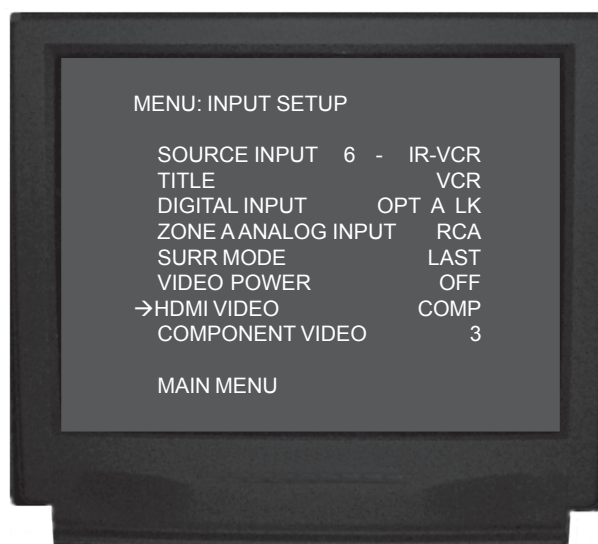 MENU: INPUT SETUP
SOURCE INPUT 6 - IR-VCR
TITLE VCR
DIGITAL INPUT OPT A LK
ZONE A ANALOG INPUT RCA
SURR MODE LAST
VIDEO POWER OFF
→HDMI VIDEO COMP
COMPONENT VIDEO 3
MAIN MENU